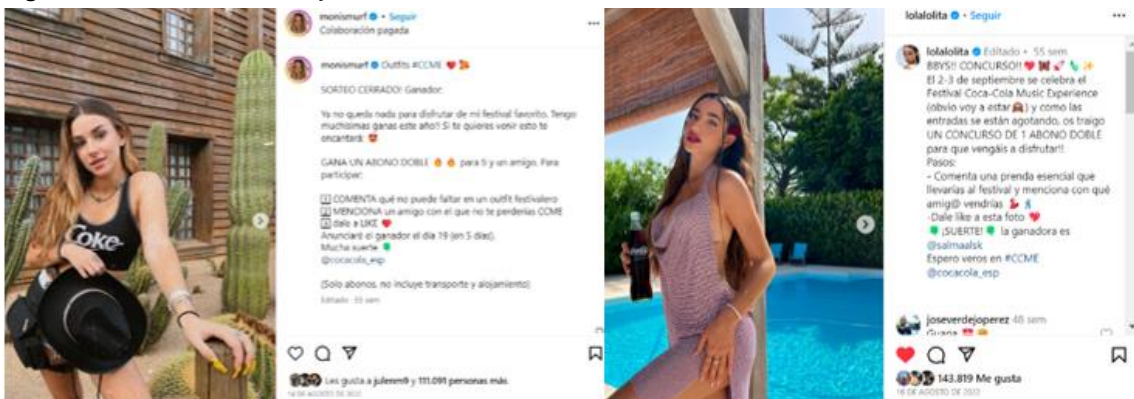 monismurf • Seguir
Colaboración pagada
monismurf Outfits #CCME
SORTEO CERRADO! Ganador:
Ya no queda nada para disfrutar de mi festival favorito. Tengo
muchísimas ganas este año!! Si te quieres venir esto te
encantará:
GANA UN ABONO DOBLE para ti y un amigo. Para
participar:
1 COMENTA qué no puede faltar en un outfit festivalero
2 MENCIONA un amigo con el que no te perderías CCME
3 dale a LIKE
Anunciaré el ganador el día 19 (en 5 días).
Mucha suerte
@cocacola_esp
(Solo abonos, no incluye transporte y alojamiento)
Editado · 55 sem
Les gusta a julenm9 y 111.091 personas más
DE AGOSTO DE 2022
Coke
lolalolita • Seguir
lolalolita Editado • 55 sem
BBYS!! CONCURSO!!
El 2-3 de septiembre se celebra el
Festival Coca-Cola Music Experience
(obvio voy a estar) y como las
entradas se están agotando, os traigo
UN CONCURSO DE 1 ABONO DOBLE
para que vengáis a disfrutar!!
Pasos:
- Comenta una prenda esencial que
llevarías al festival y menciona con qué
amig@ vendrías
-Dale like a esta foto
¡SUERTE! la ganadora es
@salmaalsk
Espero veros en #CCME
@cocacola_esp
joseverdejoperez 48 sem
Guapa
143.819 Me gusta
DE AGOSTO DE 2022